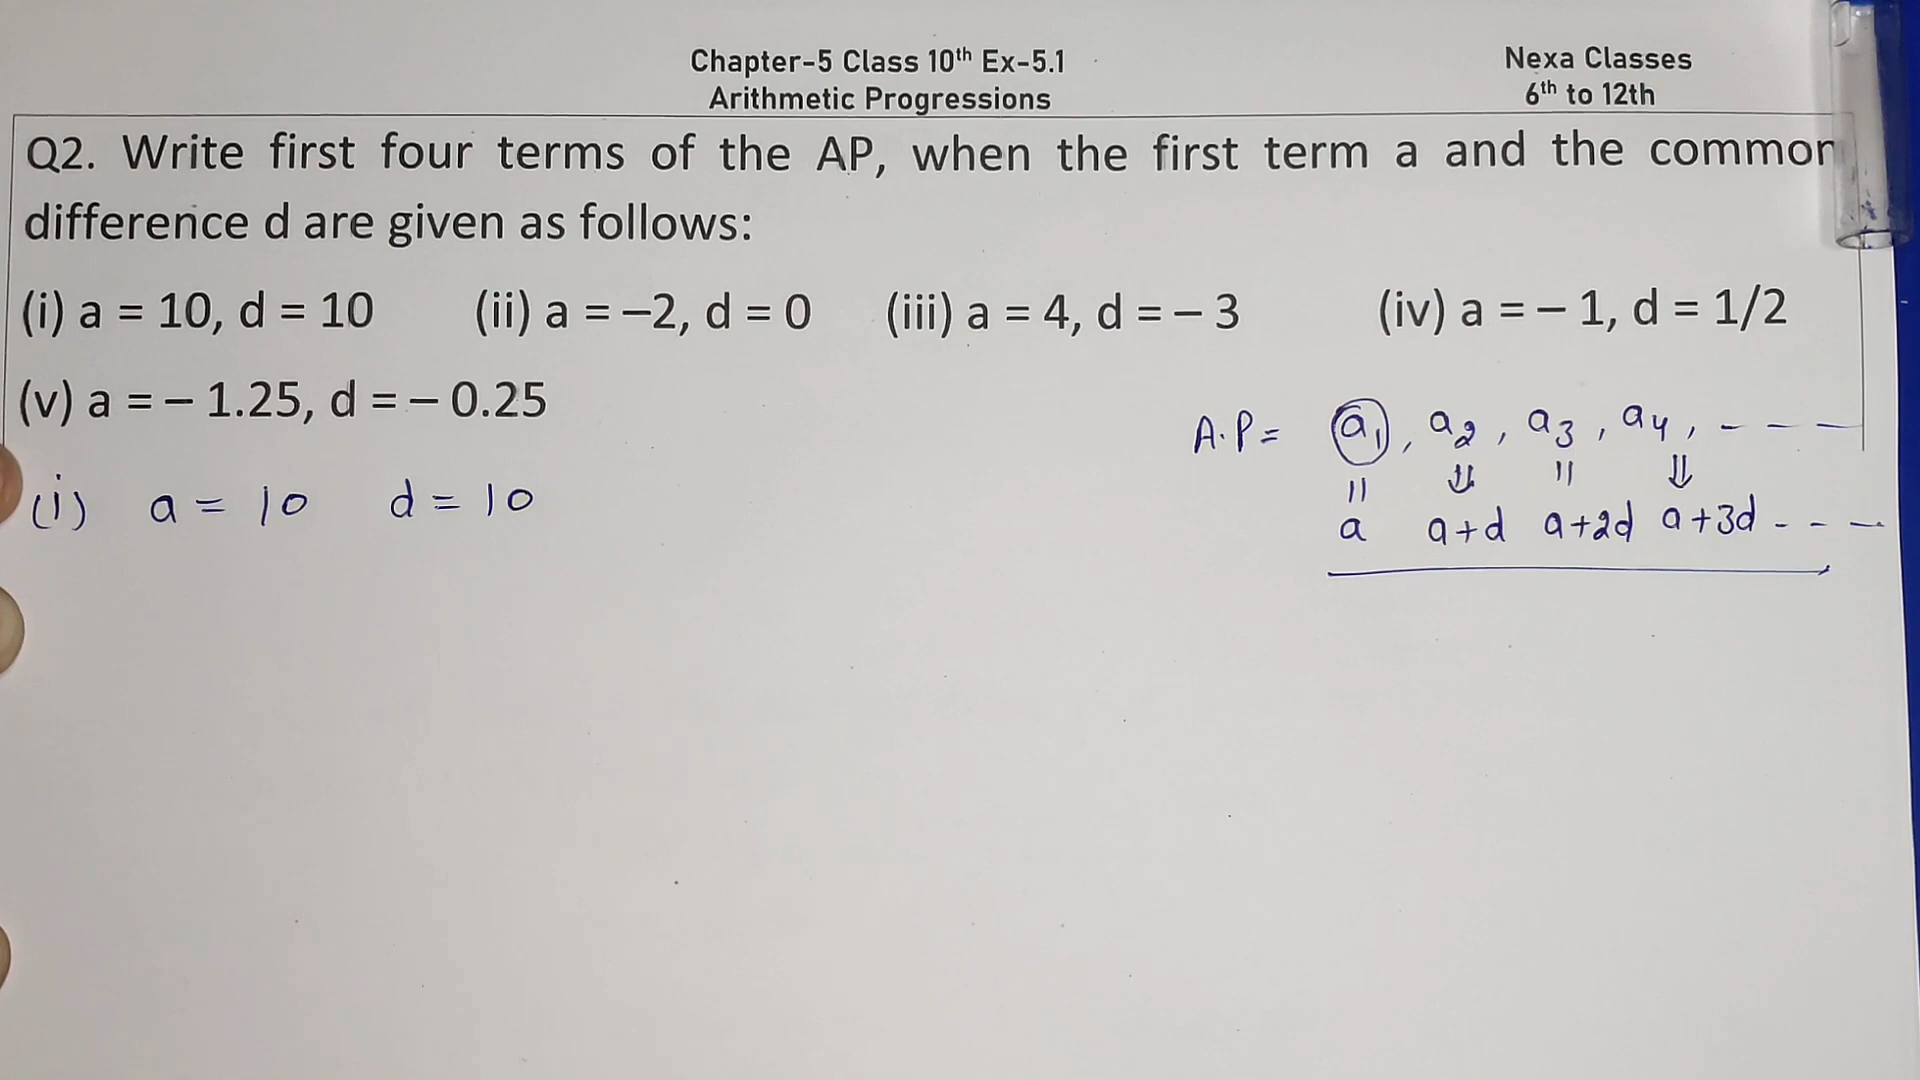 Chapter-5 Class 10th Ex-5.1
Arithmetic Progressions
Nexa Classes
6th to 12th
Q2. Write first four terms of the AP, when the first term a and the common
difference d are given as follows:
(i) a = 10, d = 10 (ii) a = –2, d = 0 (iii) a = 4, d = – 3 (iv) a = – 1, d = 1/2
(v) a = – 1.25, d = – 0.25
A.P = a1, a2, a3, a4, - - -
|| ⇓ || ⇓
(i) a = 10 d = 10
a a+d a+2d a+3d - - -